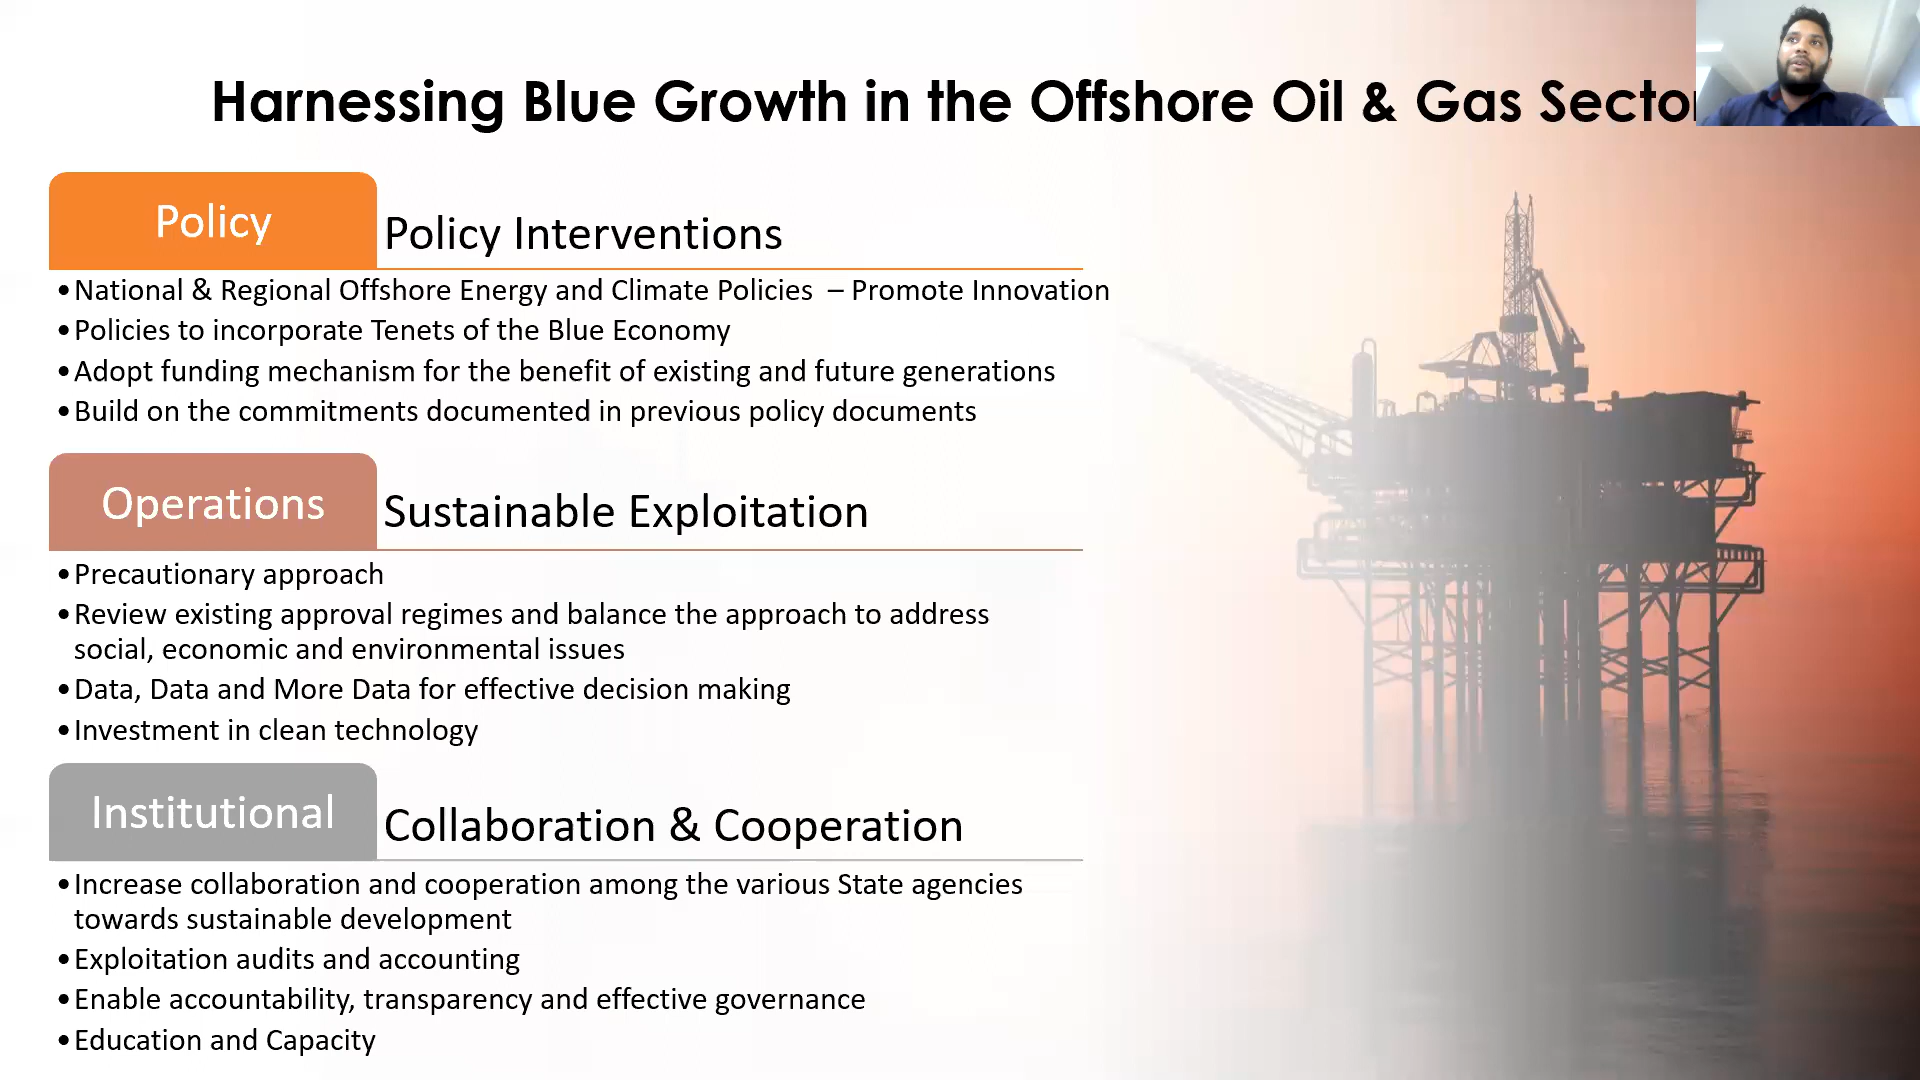 Harnessing Blue Growth in the Offshore Oil & Gas Sector
Policy
Policy Interventions
•National & Regional Offshore Energy and Climate Policies – Promote Innovation
•Policies to incorporate Tenets of the Blue Economy
•Adopt funding mechanism for the benefit of existing and future generations
•Build on the commitments documented in previous policy documents
Operations
Sustainable Exploitation
•Precautionary approach
•Review existing approval regimes and balance the approach to address
social, economic and environmental issues
•Data, Data and More Data for effective decision making
•Investment in clean technology
Institutional
Collaboration & Cooperation
•Increase collaboration and cooperation among the various State agencies
towards sustainable development
•Exploitation audits and accounting
•Enable accountability, transparency and effective governance
•Education and Capacity